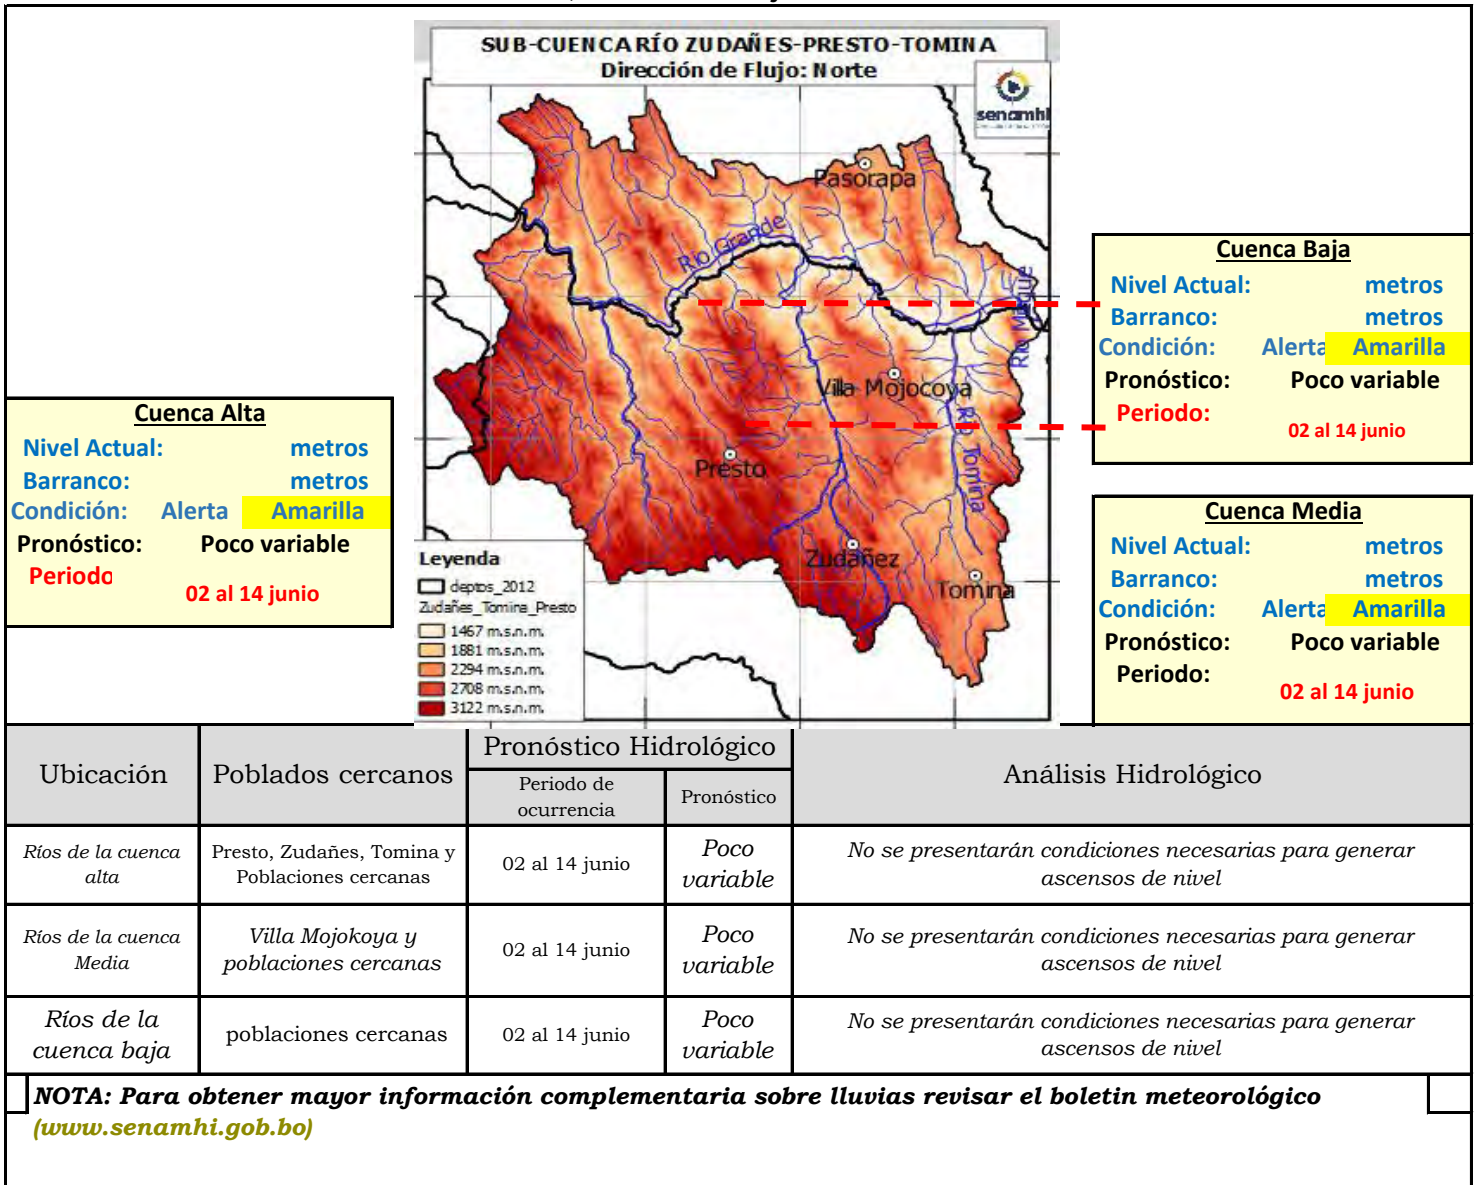 SUB-CUENCA RÍO ZUDAÑES-PRESTO-TOMINA
Dirección de Flujo: Norte
senamhi
Pasorapa
Rio Grande
Rio Mizque
Villa Mojocoya
Rio Tomina
Presto
Zudañez
Tomina
Leyenda
deptos_2012
Zudañes_Tomina_Presto
1467 m.s.n.m.
1881 m.s.n.m.
2294 m.s.n.m.
2708 m.s.n.m.
3122 m.s.n.m.
Cuenca Alta
Nivel Actual: metros
Barranco: metros
Condición: Alerta Amarilla
Pronóstico: Poco variable
Periodo
02 al 14 junio
Cuenca Baja
Nivel Actual: metros
Barranco: metros
Condición: Alerta Amarilla
Pronóstico: Poco variable
Periodo:
02 al 14 junio
Cuenca Media
Nivel Actual: metros
Barranco: metros
Condición: Alerta Amarilla
Pronóstico: Poco variable
Periodo:
02 al 14 junio
Ubicación
Poblados cercanos
Pronóstico Hidrológico
Periodo de
ocurrencia
Pronóstico
Análisis Hidrológico
Ríos de la cuenca
alta
Presto, Zudañes, Tomina y
Poblaciones cercanas
02 al 14 junio
Poco
variable
No se presentarán condiciones necesarias para generar
ascensos de nivel
Ríos de la cuenca
Media
Villa Mojokoya y
poblaciones cercanas
02 al 14 junio
Poco
variable
No se presentarán condiciones necesarias para generar
ascensos de nivel
Ríos de la
cuenca baja
poblaciones cercanas
02 al 14 junio
Poco
variable
No se presentarán condiciones necesarias para generar
ascensos de nivel
NOTA: Para obtener mayor información complementaria sobre lluvias revisar el boletin meteorológico
(www.senamhi.gob.bo)